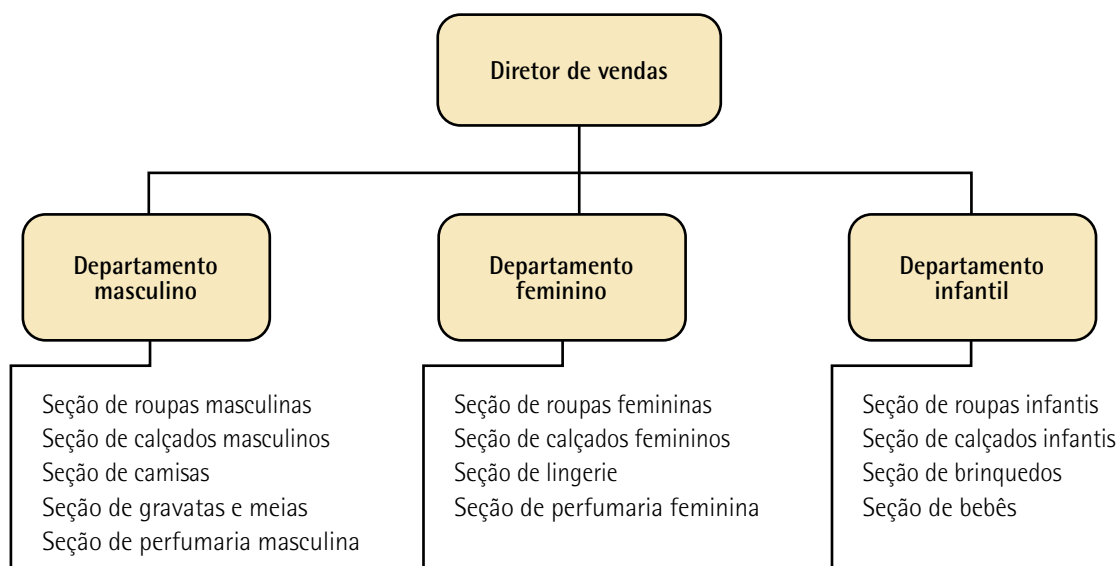 Diretor de vendas
Departamento
masculino
Departamento
feminino
Departamento
infantil
Seção de roupas masculinas
Seção de calçados masculinos
Seção de camisas
Seção de gravatas e meias
Seção de perfumaria masculina
Seção de roupas femininas
Seção de calçados femininos
Seção de lingerie
Seção de perfumaria feminina
Seção de roupas infantis
Seção de calçados infantis
Seção de brinquedos
Seção de bebês